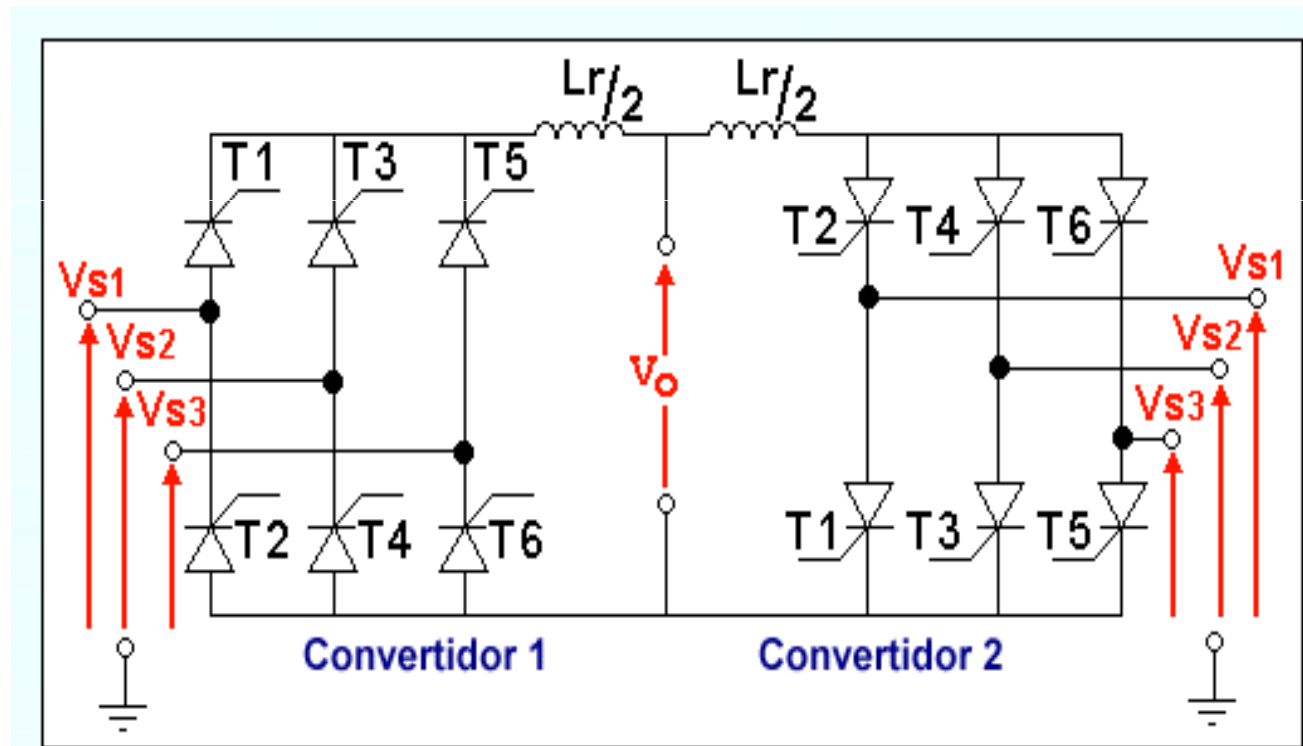 Lr/2 Lr/2
T1 T3 T5
T2 T4 T6
Vs1
Vs2
Vs3
vo
Vs1
Vs2
Vs3
T2 T4 T6
T1 T3 T5
Convertidor 1
Convertidor 2